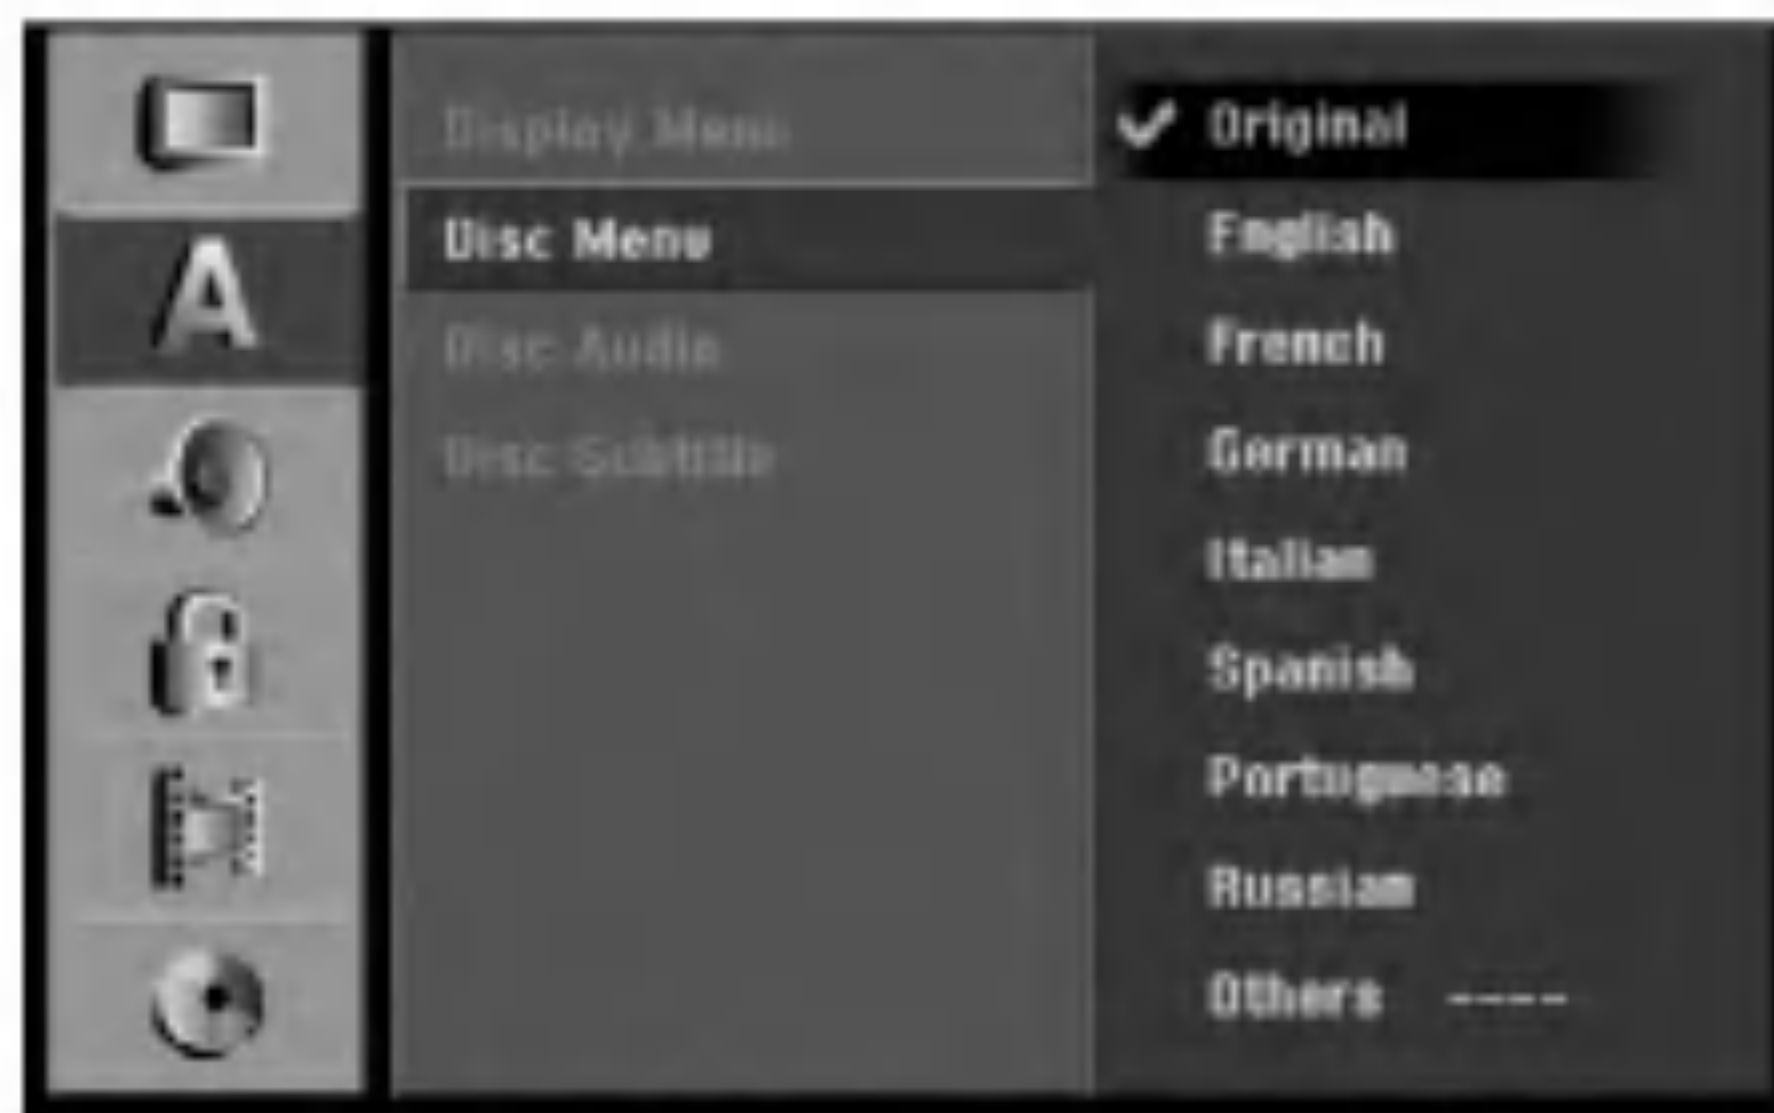 Display Menu
Disc Menu
Disc Audio
Disc Subtitle
Original
English
French
German
Italian
Spanish
Portuguese
Russian
Others ----
A